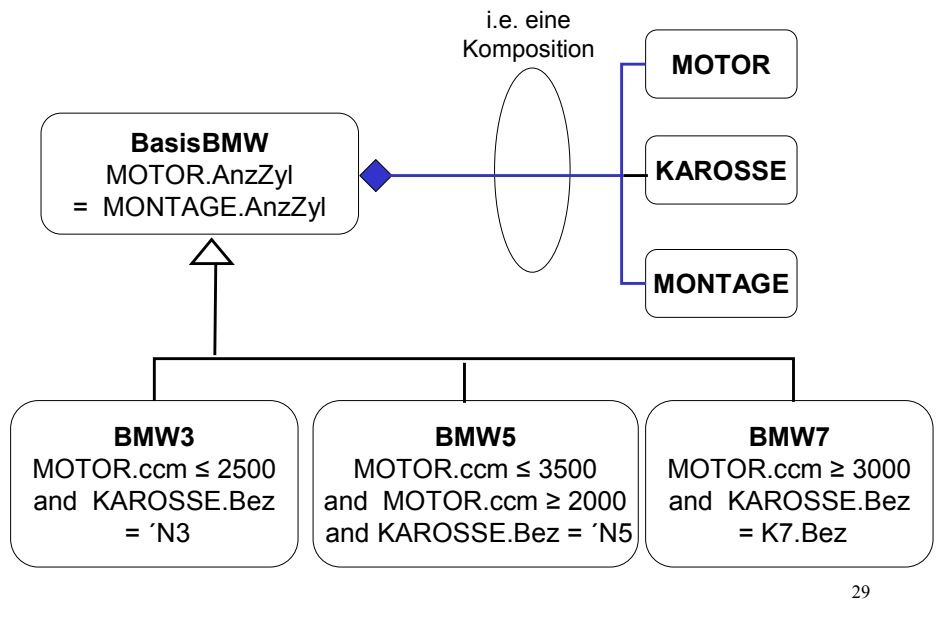 i.e. eine
Komposition
MOTOR
KAROSSE
MONTAGE
BasisBMW
MOTOR.AnzZyl
= MONTAGE.AnzZyl
BMW3
MOTOR.ccm ≤ 2500
and KAROSSE.Bez
= ´N3
BMW5
MOTOR.ccm ≤ 3500
and MOTOR.ccm ≥ 2000
and KAROSSE.Bez = ´N5
BMW7
MOTOR.ccm ≥ 3000
and KAROSSE.Bez
= K7.Bez
29